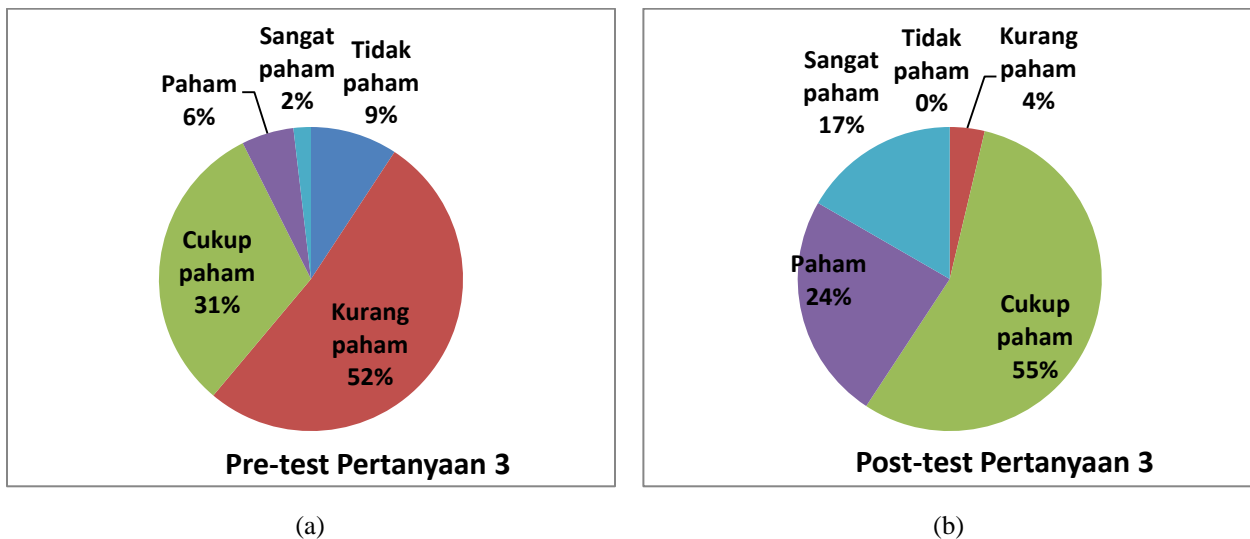 Sangat
paham
2%
Tidak
paham
9%
Paham
6%
Cukup
paham
31%
Kurang
paham
52%
Pre-test Pertanyaan 3
(a)
Sangat
paham
17%
Tidak
paham
0%
Kurang
paham
4%
Paham
24%
Cukup
paham
55%
Post-test Pertanyaan 3
(b)